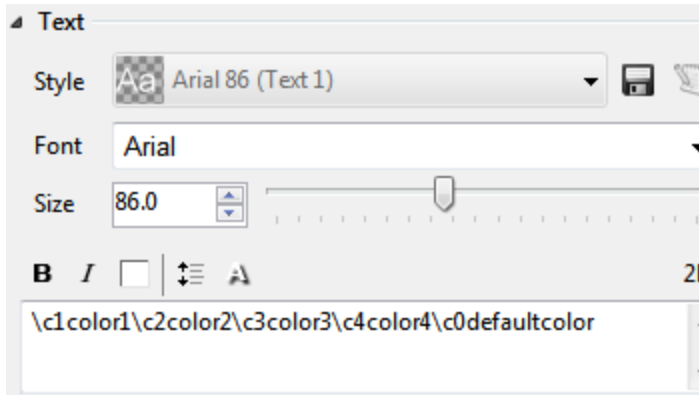 Text
Style Aa Arial 86 (Text 1)
Font Arial
Size 86.0
B I A
\c1color1\c2color2\c3color3\c4color4\c0defaultcolor